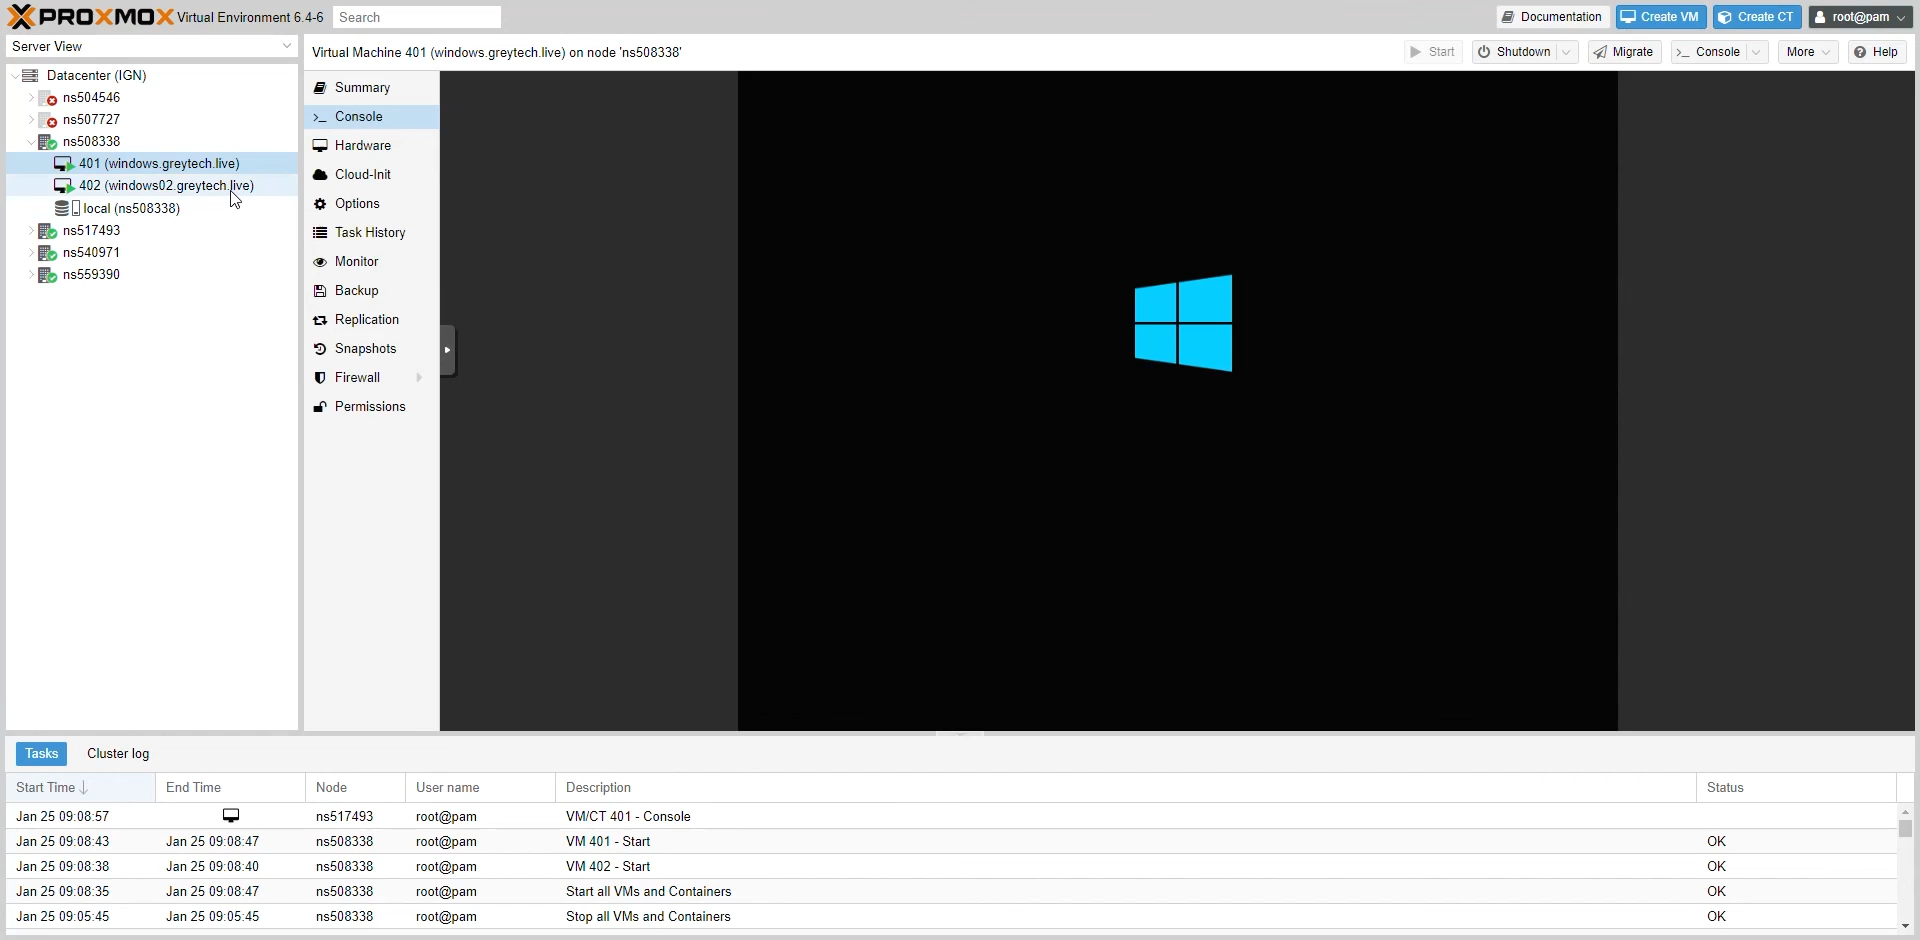 PROXMOX Virtual Environment 6.4-6
Search
Documentation
Create VM
Create CT
root@pam
Server View
Virtual Machine 401 (windows.greytech.live) on node 'ns508338'
Start
Shutdown
Migrate
>_ Console
More
Help
Datacenter (IGN)
ns504546
ns507727
ns508338
401 (windows.greytech.live)
402 (windows02.greytech.live)
local (ns508338)
ns517493
ns540971
ns559390
Summary
>_ Console
Hardware
Cloud-Init
Options
Task History
Monitor
Backup
Replication
Snapshots
Firewall
Permissions
Tasks
Cluster log
Start Time End Time Node User name Description Status
Jan 25 09:08:57 ns517493 root@pam VM/CT 401 - Console
Jan 25 09:08:43 Jan 25 09:08:47 ns508338 root@pam VM 401 - Start OK
Jan 25 09:08:38 Jan 25 09:08:40 ns508338 root@pam VM 402 - Start OK
Jan 25 09:08:35 Jan 25 09:08:47 ns508338 root@pam Start all VMs and Containers OK
Jan 25 09:05:45 Jan 25 09:05:45 ns508338 root@pam Stop all VMs and Containers OK